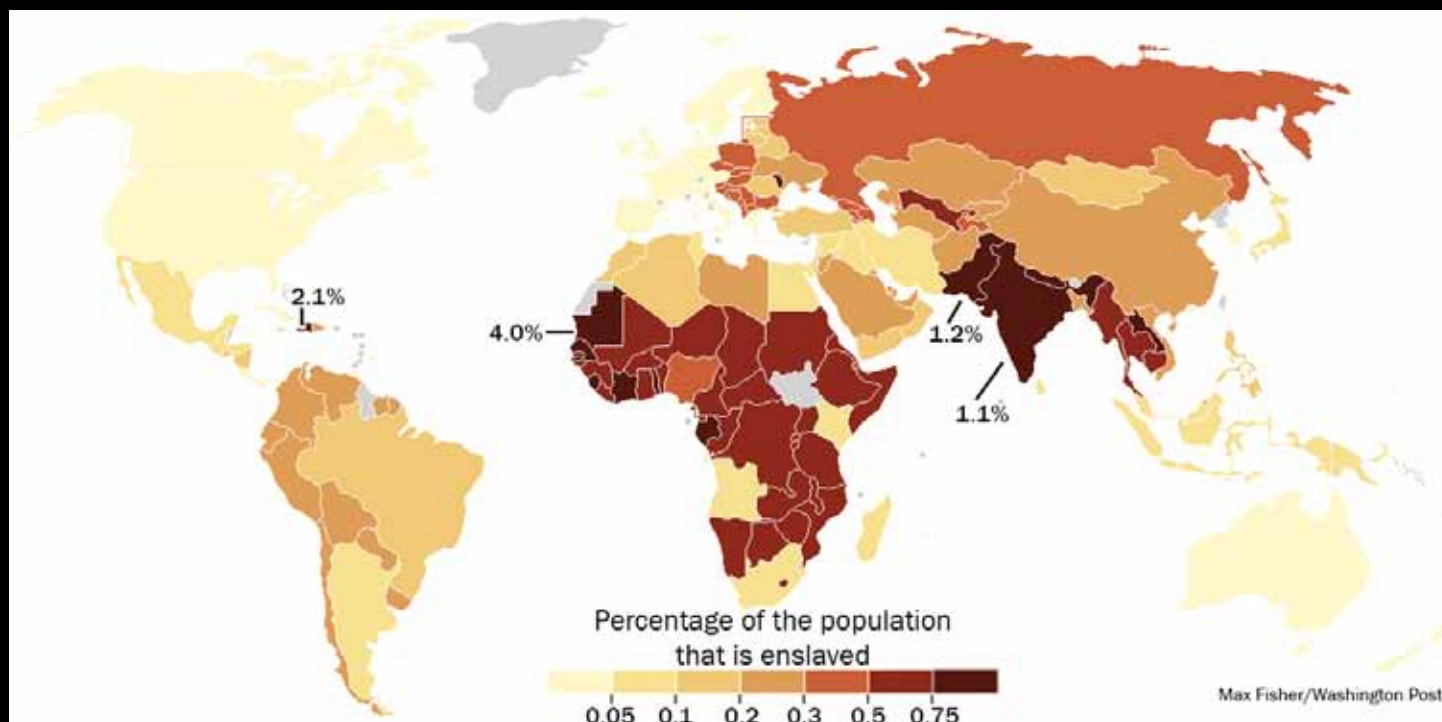 2.1%
4.0%
1.2%
1.1%
Percentage of the population
that is enslaved
0.05 0.1 0.2 0.3 0.5 0.75
Max Fisher/Washington Post